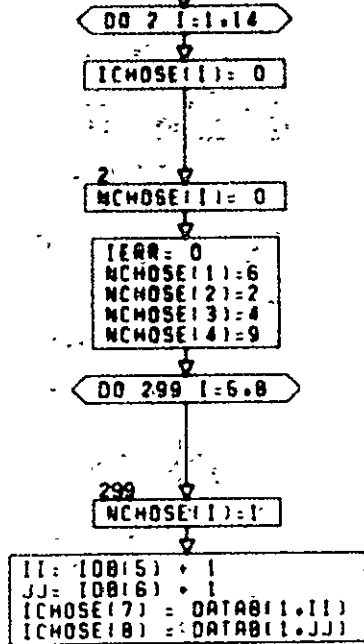 DO 2 I=1,14
ICHOSE(I)= 0
2
NCHOSE(I)= 0
IERR= 0
NCHOSE(1)=6
NCHOSE(2)=2
NCHOSE(3)=4
NCHOSE(4)=9
DO 299 I=6,8
299
NCHOSE(I)=I
II= IDB(5) + 1
JJ= IDB(6) + 1
ICHOSE(7) = DATAB(1,II)
ICHOSE(8) = DATAB(1,JJ)